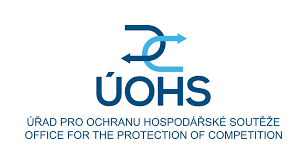 ÚOHS
ÚŘAD PRO OCHRANU HOSPODÁŘSKÉ SOUTĚŽE
OFFICE FOR THE PROTECTION OF COMPETITION